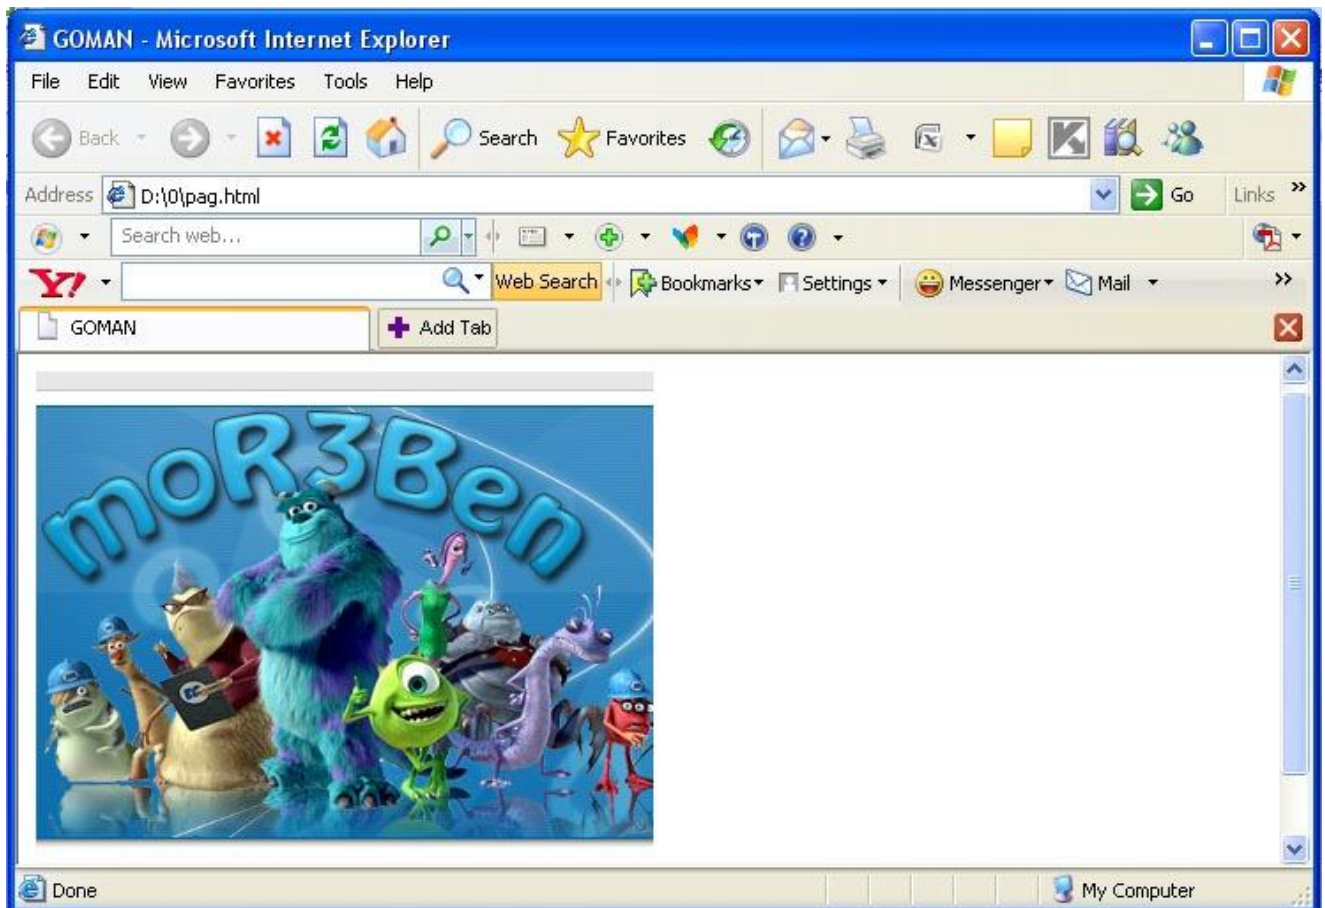 GOMAN - Microsoft Internet Explorer
File Edit View Favorites Tools Help
Back Search Favorites
Address D:\0\pag.html Go Links »
Search web...
Y! Web Search Bookmarks Settings Messenger Mail »
GOMAN Add Tab
moR3Ben
Done My Computer